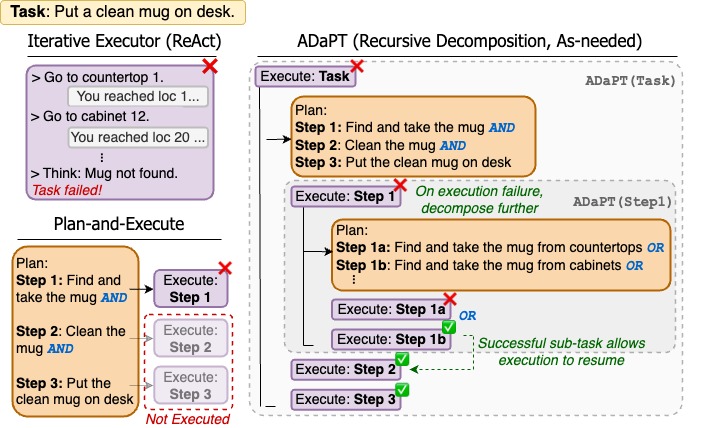 Task: Put a clean mug on desk.
Iterative Executor (ReAct)
> Go to countertop 1.
You reached loc 1...
> Go to cabinet 12.
You reached loc 20 ...
⋮
> Think: Mug not found.
Task failed!
Plan-and-Execute
Plan:
Step 1: Find and
take the mug AND
Step 2: Clean the
mug AND
Step 3: Put the
clean mug on desk
Execute:
Step 1
Execute:
Step 2
Execute:
Step 3
Not Executed
ADaPT (Recursive Decomposition, As-needed)
Execute: Task
ADaPT(Task)
Plan:
Step 1: Find and take the mug AND
Step 2: Clean the mug AND
Step 3: Put the clean mug on desk
Execute: Step 1
On execution failure,
decompose further
ADaPT(Step1)
Plan:
Step 1a: Find and take the mug from countertops OR
Step 1b: Find and take the mug from cabinets OR
⋮
Execute: Step 1a
OR
Execute: Step 1b
Successful sub-task allows
execution to resume
Execute: Step 2
Execute: Step 3